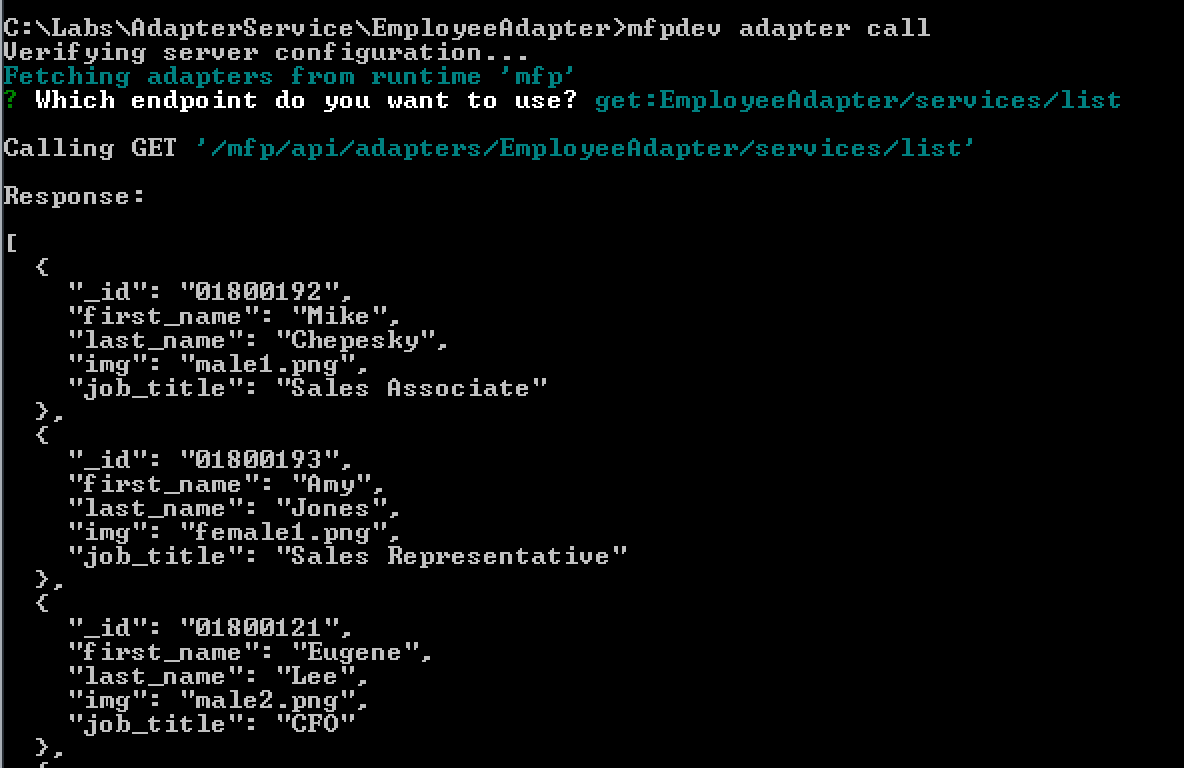 C:\Labs\AdapterService\EmployeeAdapter>mfpdev adapter call
Verifying server configuration...
Fetching adapters from runtime 'mfp'
? Which endpoint do you want to use? get:EmployeeAdapter/services/list
Calling GET '/mfp/api/adapters/EmployeeAdapter/services/list'
Response:
[
  {
    "_id": "01800192",
    "first_name": "Mike",
    "last_name": "Chepesky",
    "img": "male1.png",
    "job_title": "Sales Associate"
  },
  {
    "_id": "01800193",
    "first_name": "Amy",
    "last_name": "Jones",
    "img": "female1.png",
    "job_title": "Sales Representative"
  },
  {
    "_id": "01800121",
    "first_name": "Eugene",
    "last_name": "Lee",
    "img": "male2.png",
    "job_title": "CFO"
  },
  {